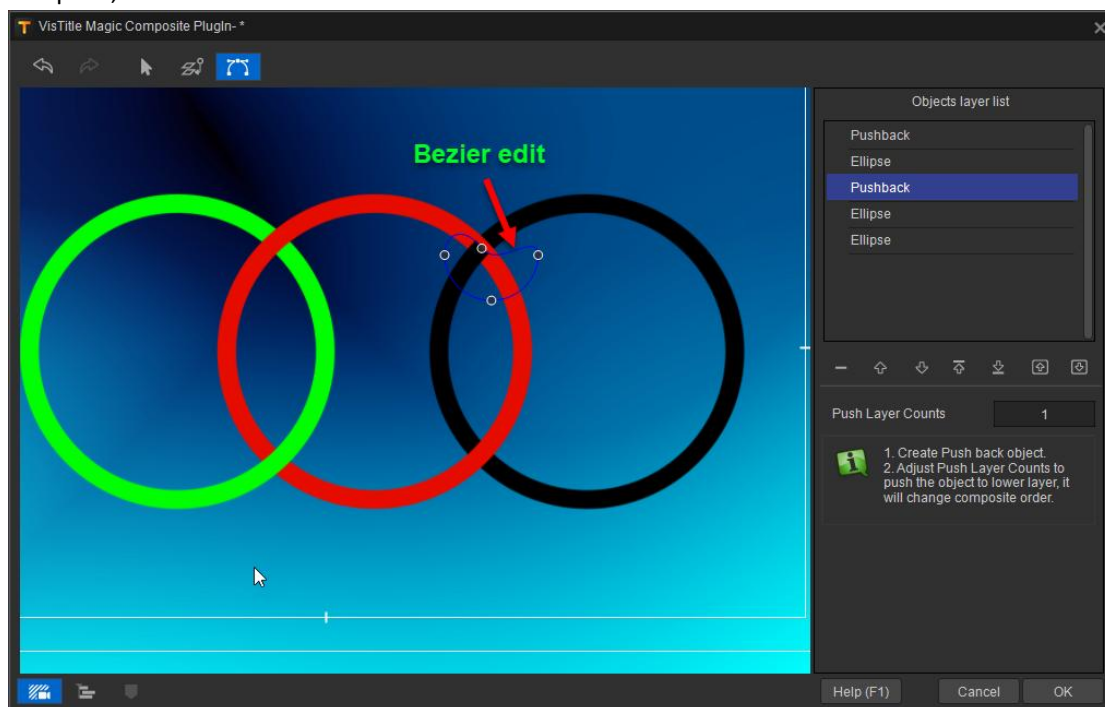 VisTitle Magic Composite PlugIn- *
Objects layer list
Pushback
Ellipse
Pushback
Ellipse
Ellipse
Bezier edit
Push Layer Counts 1
1. Create Push back object.
2. Adjust Push Layer Counts to
push the object to lower layer, it
will change composite order.
Help (F1) Cancel OK